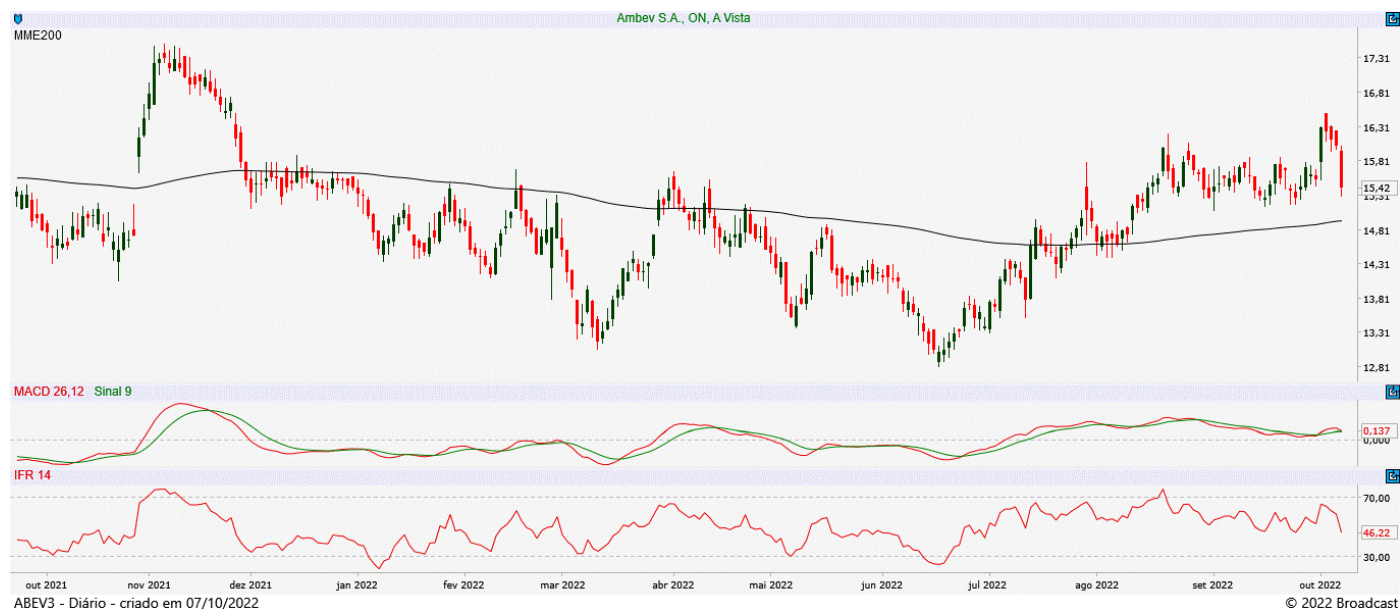 Ambev S.A., ON, A Vista
MME200
17,31
16,81
16,31
15,81
15,42
15,31
14,81
14,31
13,81
13,31
12,81
MACD 26,12 Sinal 9
0,137
0,000
IFR 14
70,00
46,22
30,00
out 2021 nov 2021 dez 2021 jan 2022 fev 2022 mar 2022 abr 2022 mai 2022 jun 2022 jul 2022 ago 2022 set 2022 out 2022
ABEV3 - Diário - criado em 07/10/2022 © 2022 Broadcast